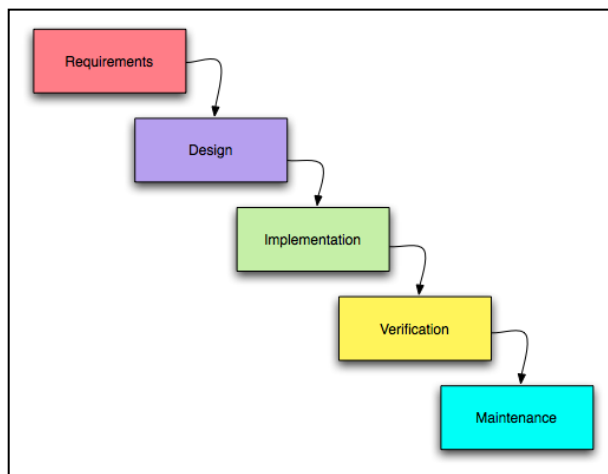 Requirements
Design
Implementation
Verification
Maintenance